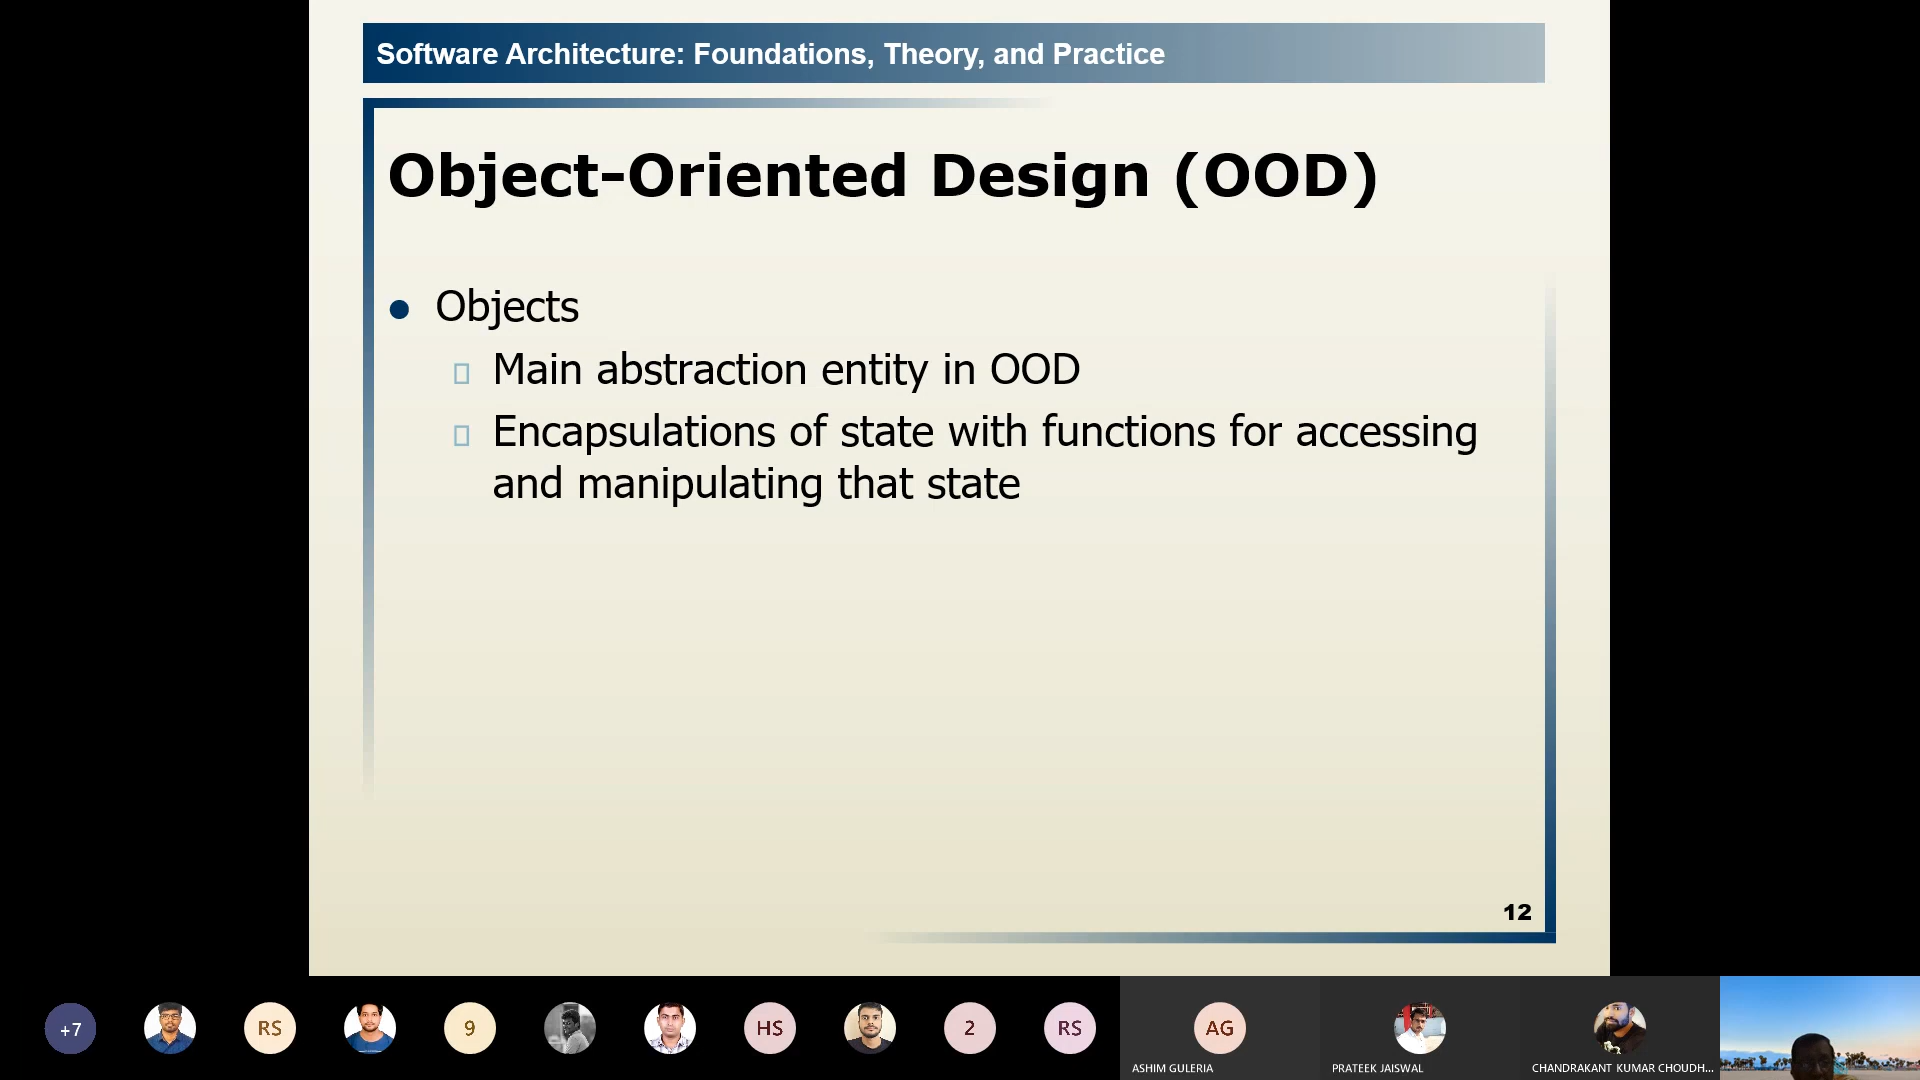 Software Architecture: Foundations, Theory, and Practice
Object-Oriented Design (OOD)
Objects
Main abstraction entity in OOD
Encapsulations of state with functions for accessing
and manipulating that state
12
+7
RS
9
HS
2
RS
AG
ASHIM GULERIA
PRATEEK JAISWAL
CHANDRAKANT KUMAR CHOUDH...